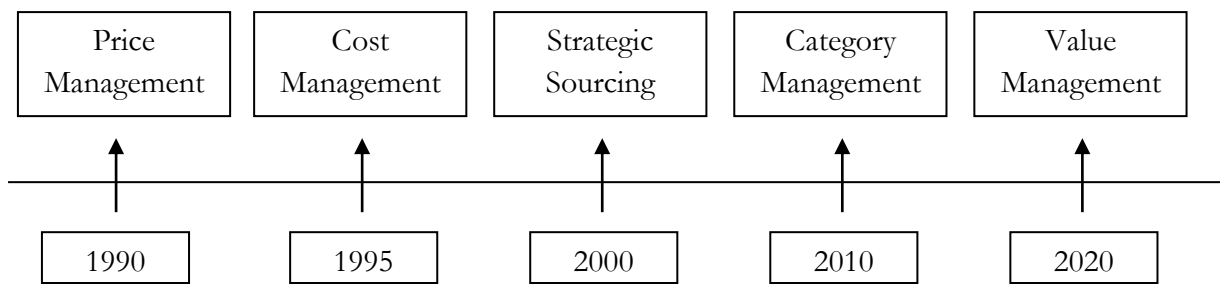 Price
Management
Cost
Management
Strategic
Sourcing
Category
Management
Value
Management
1990
1995
2000
2010
2020